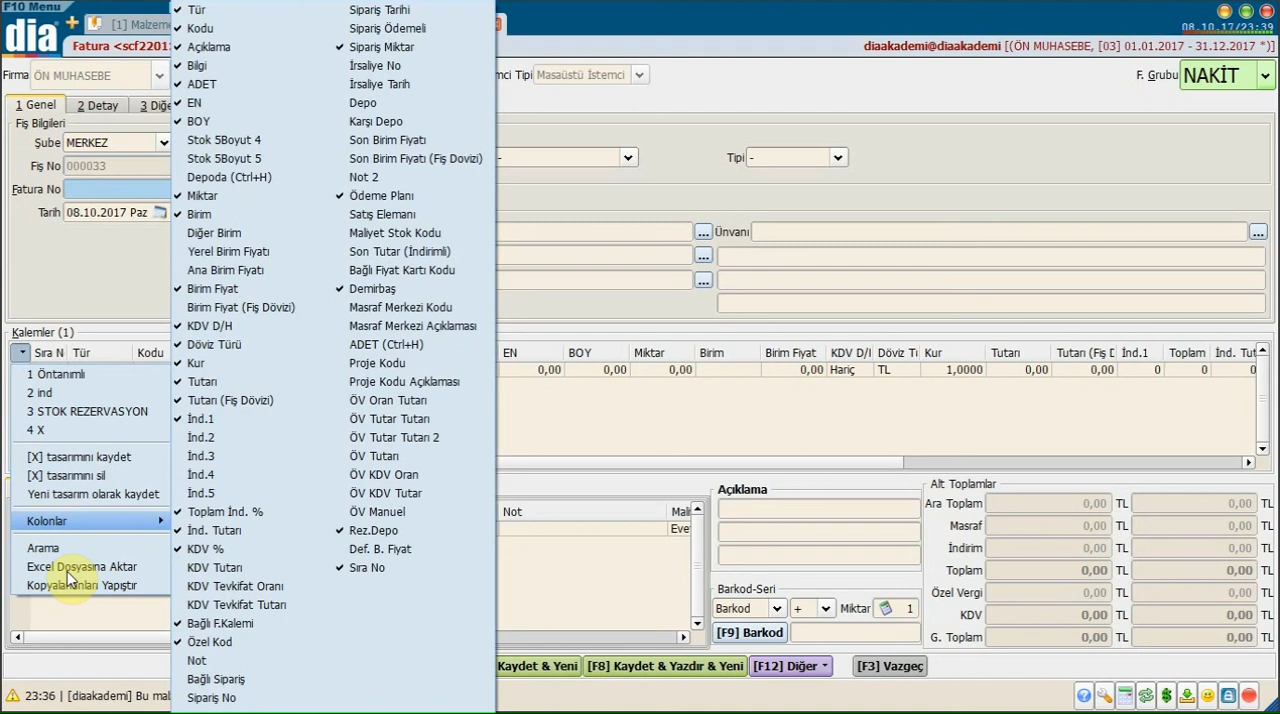 F10 Menu
dia
[1] Malzeme
08.10.17/23:39
Fatura <scf2201
diaakademi@diaakademi [(ÖN MUHASEBE, [03] 01.01.2017 - 31.12.2017 *)]
Firma ÖN MUHASEBE
Tipi Masaüstü İstemci
F. Grubu NAKİT
1 Genel
2 Detay
Fiş Bilgileri
Şube MERKEZ
Fiş No 000033
Fatura No
Tarih 08.10.2017 Paz
Tipi -
Ünvanı
Kalemler (1)
Sıra N Tür Kodu EN BOY Miktar Birim Birim Fiyat KDV D/H Kur Tutarı Tutarı (Fiş D İnd.1 Toplam İnd. Tut
0,00 0,00 0,00 0,00 Hariç TL 1,0000 0,00 0,00 0 0 0
1 Öntanımlı
2 ind
3 STOK REZERVASYON
4 X
[X] tasarımını kaydet
[X] tasarımını sil
Yeni tasarım olarak kaydet
Kolonlar
Arama
Excel Dosyasına Aktar
Kopyalananları Yapıştır
Tür
Kodu
Açıklama
Bilgi
ADET
EN
BOY
Stok 5Boyut 4
Stok 5Boyut 5
Depoda (Ctrl+H)
Miktar
Birim
Diğer Birim
Yerel Birim Fiyatı
Ana Birim Fiyatı
Birim Fiyat
Birim Fiyat (Fiş Dövizi)
KDV D/H
Döviz Türü
Kur
Tutarı
Tutarı (Fiş Dövizi)
İnd.1
İnd.2
İnd.3
İnd.4
İnd.5
Toplam İnd. %
İnd. Tutarı
KDV %
KDV Tutarı
KDV Tevkifat Oranı
KDV Tevkifat Tutarı
Bağlı F.Kalemi
Özel Kod
Not
Bağlı Sipariş
Sipariş No
Sipariş Tarihi
Sipariş Ödemeli
Sipariş Miktar
İrsaliye No
İrsaliye Tarih
Depo
Karşı Depo
Son Birim Fiyatı
Son Birim Fiyatı (Fiş Dovizi)
Not 2
Ödeme Planı
Satış Elemanı
Maliyet Stok Kodu
Son Tutar (İndirimli)
Bağlı Fiyat Kartı Kodu
Demirbaş
Masraf Merkezi Kodu
Masraf Merkezi Açıklaması
ADET (Ctrl+H)
Proje Kodu
Proje Kodu Açıklaması
ÖV Oran Tutarı
ÖV Tutar Tutarı
ÖV Tutar Tutarı 2
ÖV Tutarı
ÖV KDV Oran
ÖV KDV Tutar
ÖV Manuel
Rez.Depo
Def. B. Fiyat
Sıra No
Not
Açıklama
Barkod-Seri
Barkod + Miktar 1
[F9] Barkod
Alt Toplamlar
Ara Toplam 0,00 TL 0,00 TL
Masraf 0,00 TL 0,00 TL
İndirim 0,00 TL 0,00 TL
Toplam 0,00 TL 0,00 TL
Özel Vergi 0,00 TL 0,00 TL
KDV 0,00 TL 0,00 TL
G. Toplam 0,00 TL 0,00 TL
Kaydet & Yeni
[F8] Kaydet & Yazdır & Yeni
[F12] Diğer
[F3] Vazgeç
23:36 | [diaakademi] Bu mal